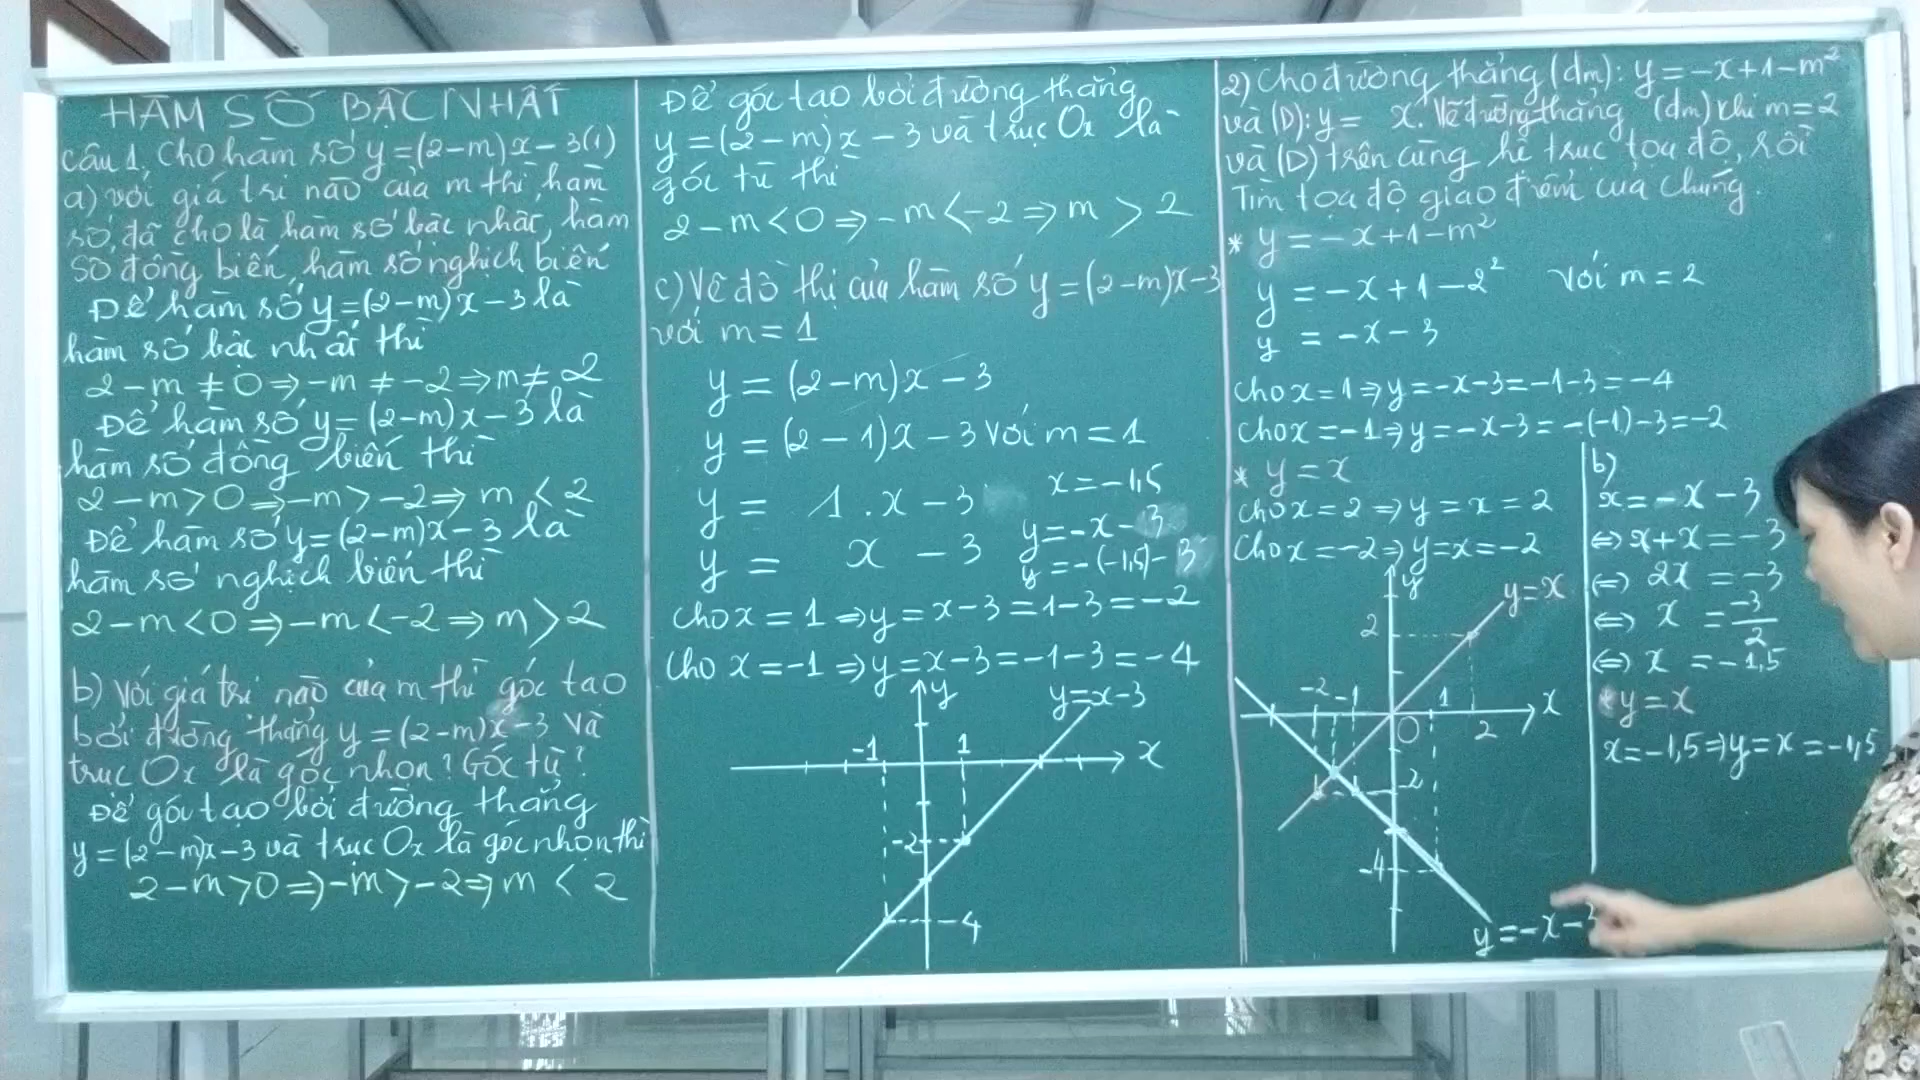 HÀM SỐ BẬC NHẤT
Câu 1. Cho hàm số y=(2-m)x-3(1)
a) với giá trị nào của m thì hàm
số đã cho là hàm số bậc nhất, hàm
số đồng biến, hàm số nghịch biến
Để hàm số y=(2-m)x-3 là
hàm số bậc nhất thì
2-m≠0⇒-m≠-2⇒m≠2
Để hàm số y=(2-m)x-3 là
hàm số đồng biến thì
2-m>0⇒-m>-2⇒m<2
Để hàm số y=(2-m)x-3 là
hàm số nghịch biến thì
2-m<0⇒-m<-2⇒m>2
b) Với giá trị nào của m thì góc tạo
bởi đường thẳng y=(2-m)x-3 và
trục Ox là góc nhọn? Góc tù?
Để góc tạo bởi đường thẳng
y=(2-m)x-3 và trục Ox là góc nhọn thì
2-m>0⇒-m>-2⇒m<2
Để góc tạo bởi đường thẳng
y=(2-m)x-3 và trục Ox là
góc tù thì
2-m<0⇒-m<-2⇒m>2
c) Vẽ đồ thị của hàm số y=(2-m)x-3
với m=1
y=(2-m)x-3
y=(2-1)x-3 Với m=1
y= 1.x-3
y= x-3
x=-1,5
y=-x-3
y=-(-1,5)-3
Cho x=1⇒y=x-3=1-3=-2
Cho x=-1⇒y=x-3=-1-3=-4
y
y=x-3
-1
1
x
-2
-4
2) Cho đường thẳng (dm): y=-x+1-m²
và (D): y= x. Vẽ đường thẳng (dm) khi m=2
và (D) trên cùng hệ trục tọa độ, rồi
Tìm tọa độ giao điểm của chúng.
* y=-x+1-m²
y=-x+1-2² Với m=2
y=-x-3
Cho x=1⇒y=-x-3=-1-3=-4
Cho x=-1⇒y=-x-3=-(-1)-3=-2
* y=x
Cho x=2⇒y=x=2
Cho x=-2⇒y=x=-2
y
y=x
2
-2 -1
1
x
O
2
-2
-4
y=-x-3
b)
x=-x-3
⇔x+x=-3
⇔2x=-3
⇔x=-3/2
⇔x=-1,5
*y=x
x=-1,5⇒y=x=-1,5